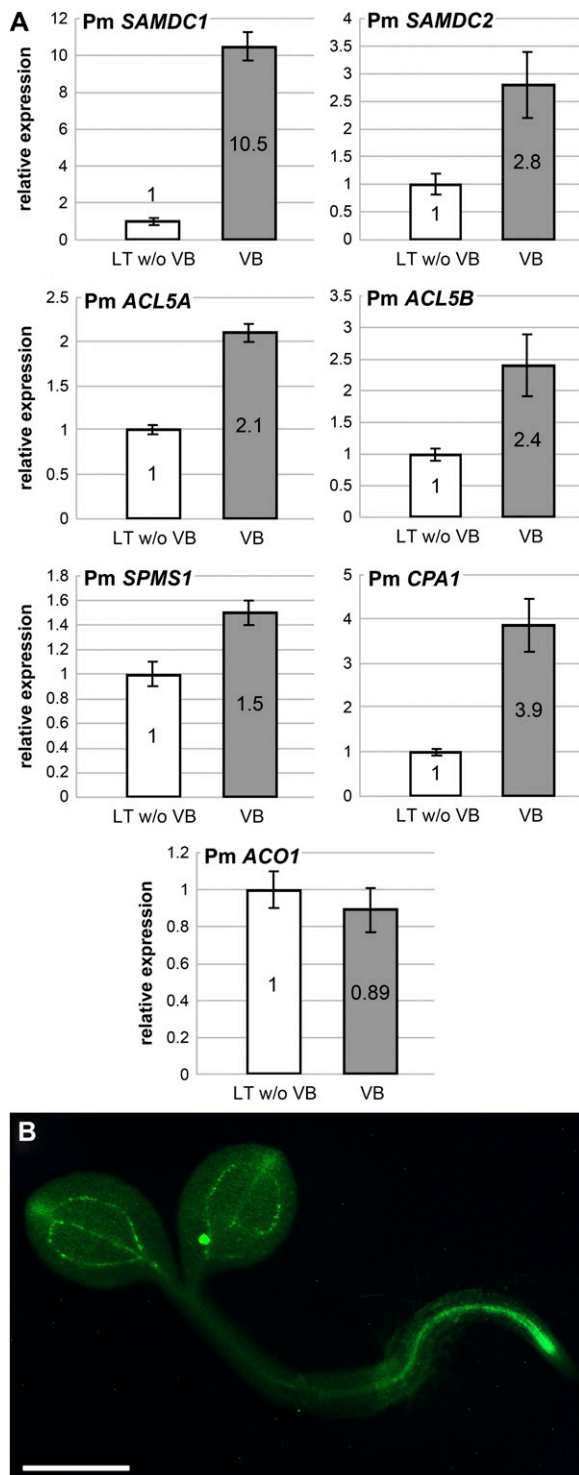 A
Pm SAMDC1
relative expression
12
10
8
6
4
2
0
1
10.5
LT w/o VB
VB
Pm SAMDC2
4
3.5
3
2.5
2
1.5
1
0.5
0
1
2.8
LT w/o VB
VB
Pm ACL5A
relative expression
2.5
2
1.5
1
0.5
0
1
2.1
LT w/o VB
VB
Pm ACL5B
3.5
3
2.5
2
1.5
1
0.5
0
1
2.4
LT w/o VB
VB
Pm SPMS1
relative expression
1.8
1.6
1.4
1.2
1
0.8
0.6
0.4
0.2
0
1
1.5
LT w/o VB
VB
Pm CPA1
5
4
3
2
1
0
1
3.9
LT w/o VB
VB
Pm ACO1
relative expression
1.2
1
0.8
0.6
0.4
0.2
0
1
0.89
LT w/o VB
VB
B